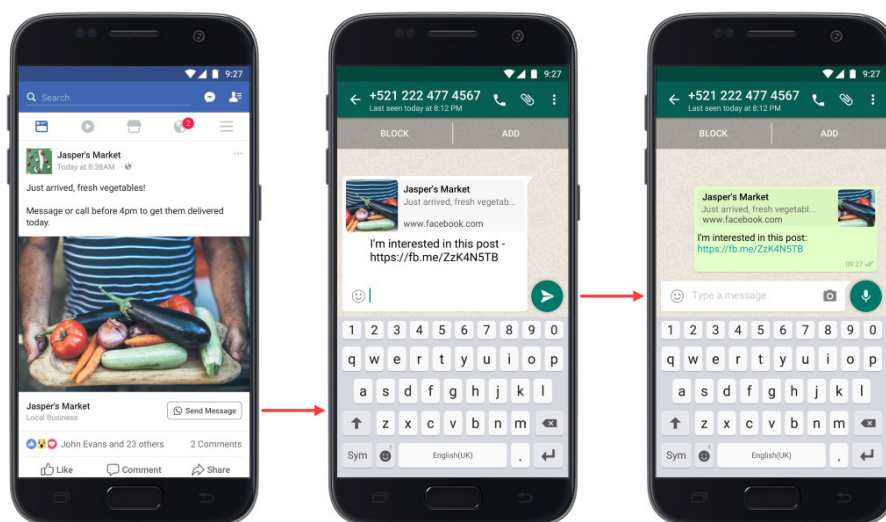 9:27
Search
2
Jasper's Market
Today at 8:38AM
Just arrived, fresh vegetables!
Message or call before 4pm to get them delivered
today.
Jasper's Market
Local Business
Send Message
John Evans and 23 others
2 Comments
Like
Comment
Share
9:27
+521 222 477 4567
Last seen today at 8:12 PM
BLOCK
ADD
Jasper's Market
Just arrived, fresh vegetab...
www.facebook.com
I'm interested in this post -
https://fb.me/ZzK4N5TB
1 2 3 4 5 6 7 8 9 0
q w e r t y u i o p
a s d f g h j k l
z x c v b n m
Sym
English(UK)
.
9:27
+521 222 477 4567
Last seen today at 8:12 PM
BLOCK
ADD
Jasper's Market
Just arrived, fresh vegetabl...
www.facebook.com
I'm interested in this post:
https://fb.me/ZzK4N5TB
09:27
Type a message
1 2 3 4 5 6 7 8 9 0
q w e r t y u i o p
a s d f g h j k l
z x c v b n m
Sym
English(UK)
.